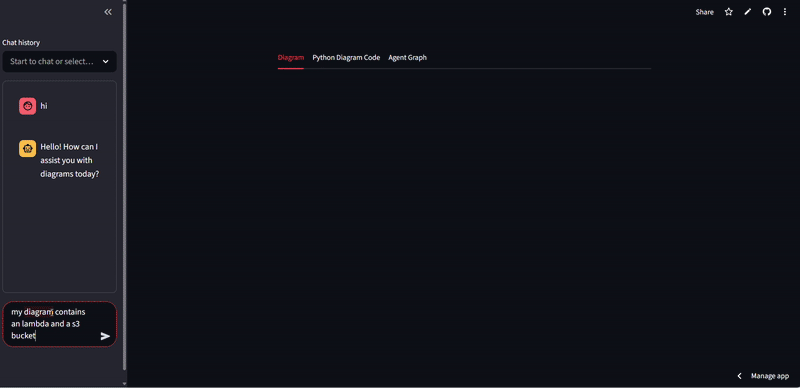 Share
Chat history
Start to chat or select...
Diagram Python Diagram Code Agent Graph
hi
Hello! How can I
assist you with
diagrams today?
my diagram contains
an lambda and a s3
bucket
Manage app